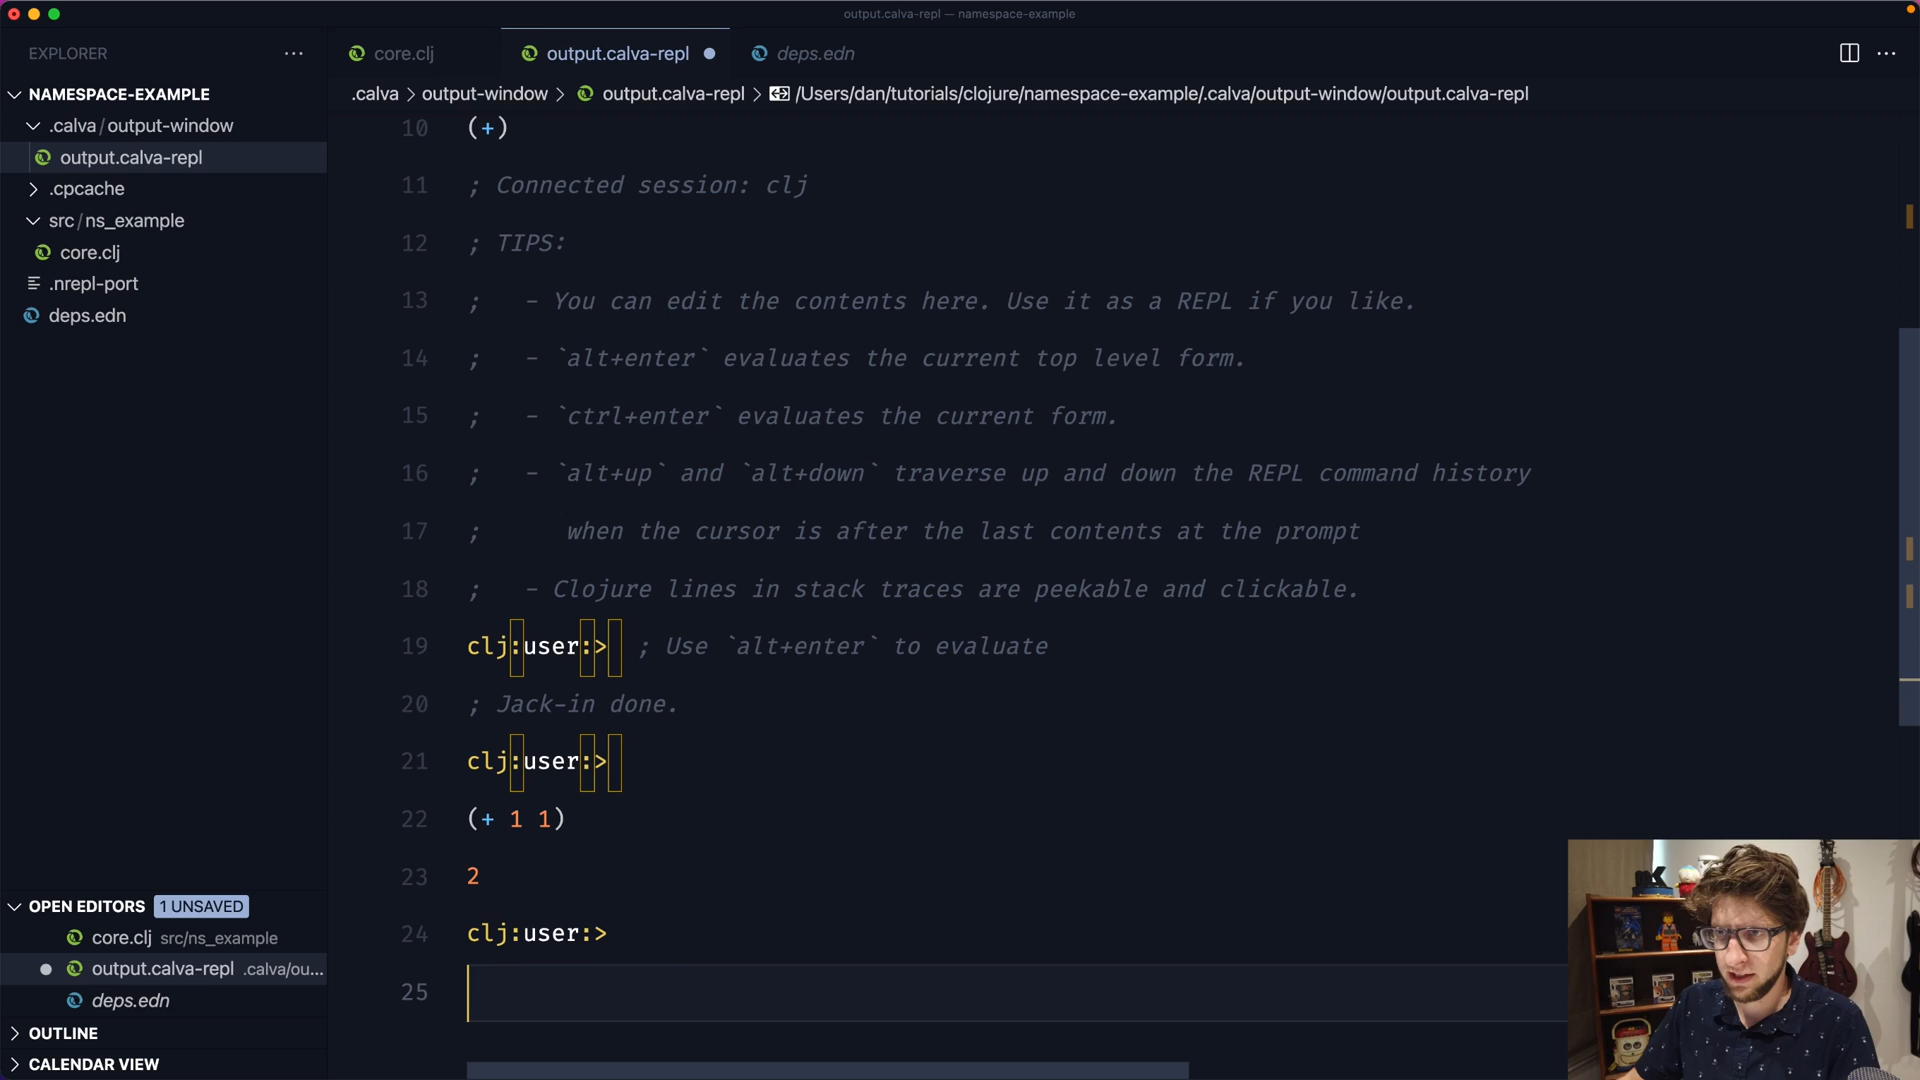 output.calva-repl — namespace-example
EXPLORER
core.clj
output.calva-repl
deps.edn
.calva > output-window > output.calva-repl > /Users/dan/tutorials/clojure/namespace-example/.calva/output-window/output.calva-repl
NAMESPACE-EXAMPLE
.calva/output-window
output.calva-repl
.cpcache
src/ns_example
core.clj
.nrepl-port
deps.edn
10 (+)
11 ; Connected session: clj
12 ; TIPS:
13 ;   - You can edit the contents here. Use it as a REPL if you like.
14 ;   - `alt+enter` evaluates the current top level form.
15 ;   - `ctrl+enter` evaluates the current form.
16 ;   - `alt+up` and `alt+down` traverse up and down the REPL command history
17 ;      when the cursor is after the last contents at the prompt
18 ;   - Clojure lines in stack traces are peekable and clickable.
19 clj:user:>  ; Use `alt+enter` to evaluate
20 ; Jack-in done.
21 clj:user:>
22 (+ 1 1)
23 2
24 clj:user:>
25
OPEN EDITORS 1 UNSAVED
core.clj src/ns_example
output.calva-repl .calva/ou...
deps.edn
OUTLINE
CALENDAR VIEW